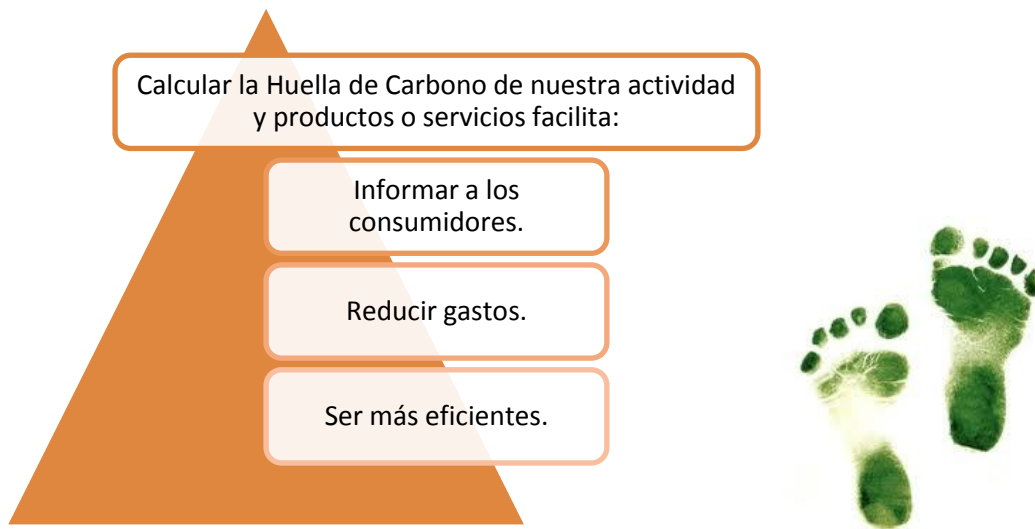 Calcular la Huella de Carbono de nuestra actividad
y productos o servicios facilita:
Informar a los
consumidores.
Reducir gastos.
Ser más eficientes.